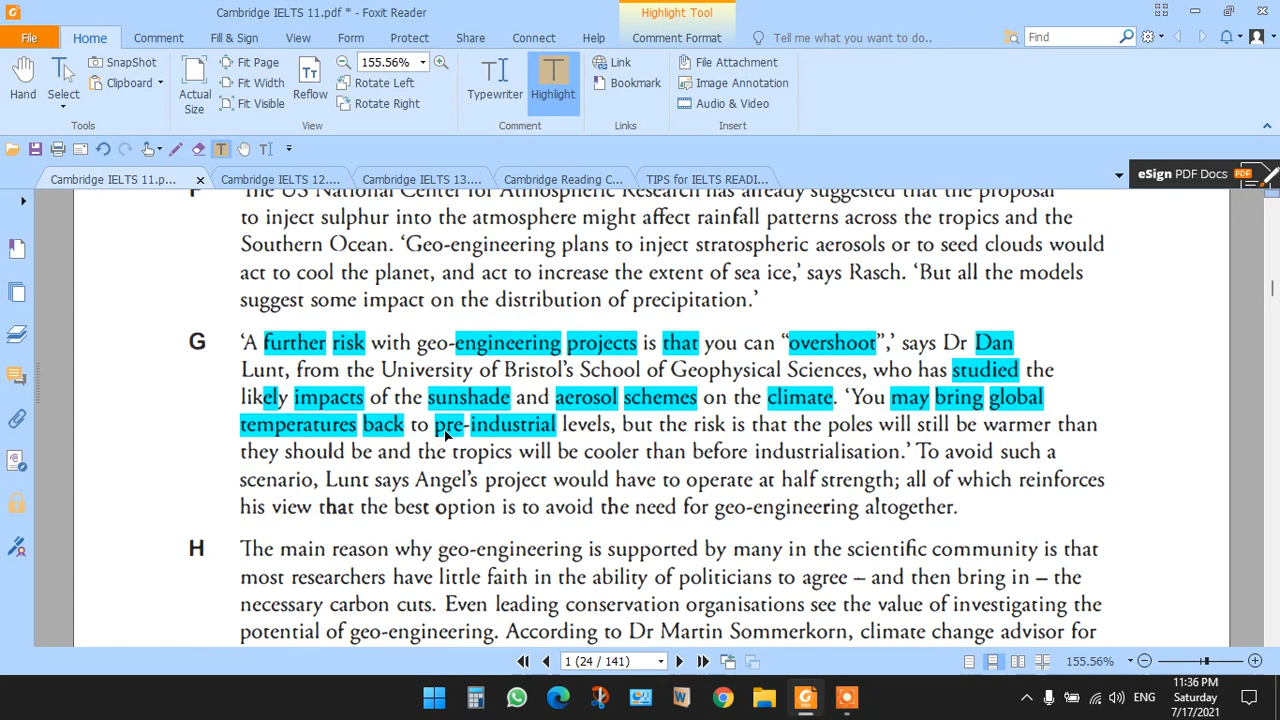 Cambridge IELTS 11.pdf * - Foxit Reader
Highlight Tool
File Home Comment Fill & Sign View Form Protect Share Connect Help Comment Format Tell me what you want to do.. Find
Hand
Select
SnapShot
Clipboard
Tools
Actual Size
Fit Page
Fit Width
Fit Visible
Reflow
155.56%
Rotate Left
Rotate Right
View
Typewriter
Highlight
Comment
Link
Bookmark
Links
File Attachment
Image Annotation
Audio & Video
Insert
Cambridge IELTS 11.p... Cambridge IELTS 12.... Cambridge IELTS 13.... Cambridge Reading C... TIPS for IELTS READI...
eSign PDF Docs
F The US National Center for Atmospheric Research has already suggested that the proposal
to inject sulphur into the atmosphere might affect rainfall patterns across the tropics and the
Southern Ocean. ‘Geo-engineering plans to inject stratospheric aerosols or to seed clouds would
act to cool the planet, and act to increase the extent of sea ice,’ says Rasch. ‘But all the models
suggest some impact on the distribution of precipitation.’
G ‘A further risk with geo-engineering projects is that you can “overshoot”,’ says Dr Dan
Lunt, from the University of Bristol’s School of Geophysical Sciences, who has studied the
likely impacts of the sunshade and aerosol schemes on the climate. ‘You may bring global
temperatures back to pre-industrial levels, but the risk is that the poles will still be warmer than
they should be and the tropics will be cooler than before industrialisation.’ To avoid such a
scenario, Lunt says Angel’s project would have to operate at half strength; all of which reinforces
his view that the best option is to avoid the need for geo-engineering altogether.
H The main reason why geo-engineering is supported by many in the scientific community is that
most researchers have little faith in the ability of politicians to agree – and then bring in – the
necessary carbon cuts. Even leading conservation organisations see the value of investigating the
potential of geo-engineering. According to Dr Martin Sommerkorn, climate change advisor for
1 (24 / 141)
155.56%
ENG
11:36 PM
Saturday
7/17/2021